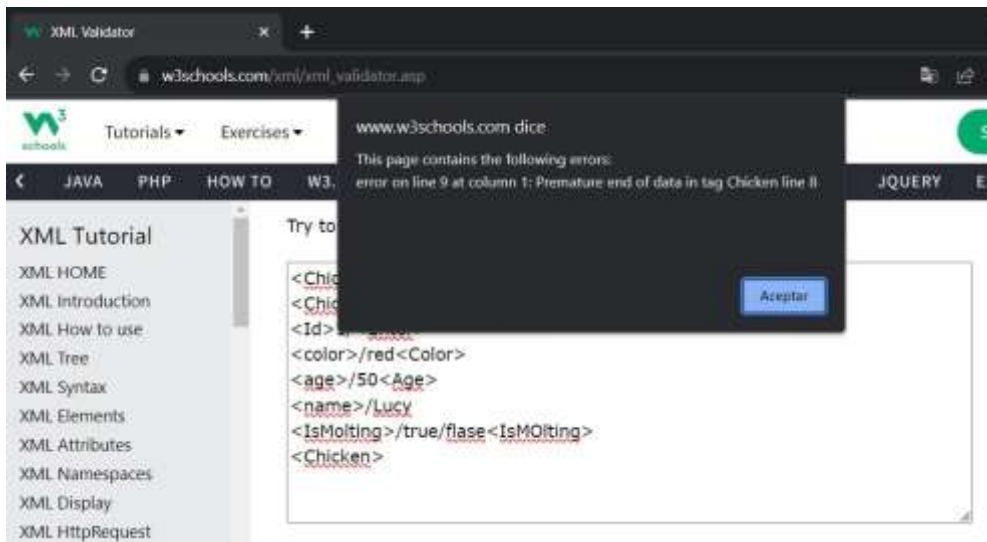 XML Validator
w3schools.com/xml/xml_validator.asp
W3
schools
Tutorials
Exercises
www.w3schools.com dice
This page contains the following errors:
error on line 9 at column 1: Premature end of data in tag Chicken line 8
Aceptar
JAVA PHP HOW TO W3. JQUERY E
XML Tutorial
XML HOME
XML Introduction
XML How to use
XML Tree
XML Syntax
XML Elements
XML Attributes
XML Namespaces
XML Display
XML HttpRequest
Try to
<Chic
<Chic
<Id>
<color>/red<Color>
<age>/50<Age>
<name>/Lucy
<IsMolting>/true/flase<IsMOlting>
<Chicken>